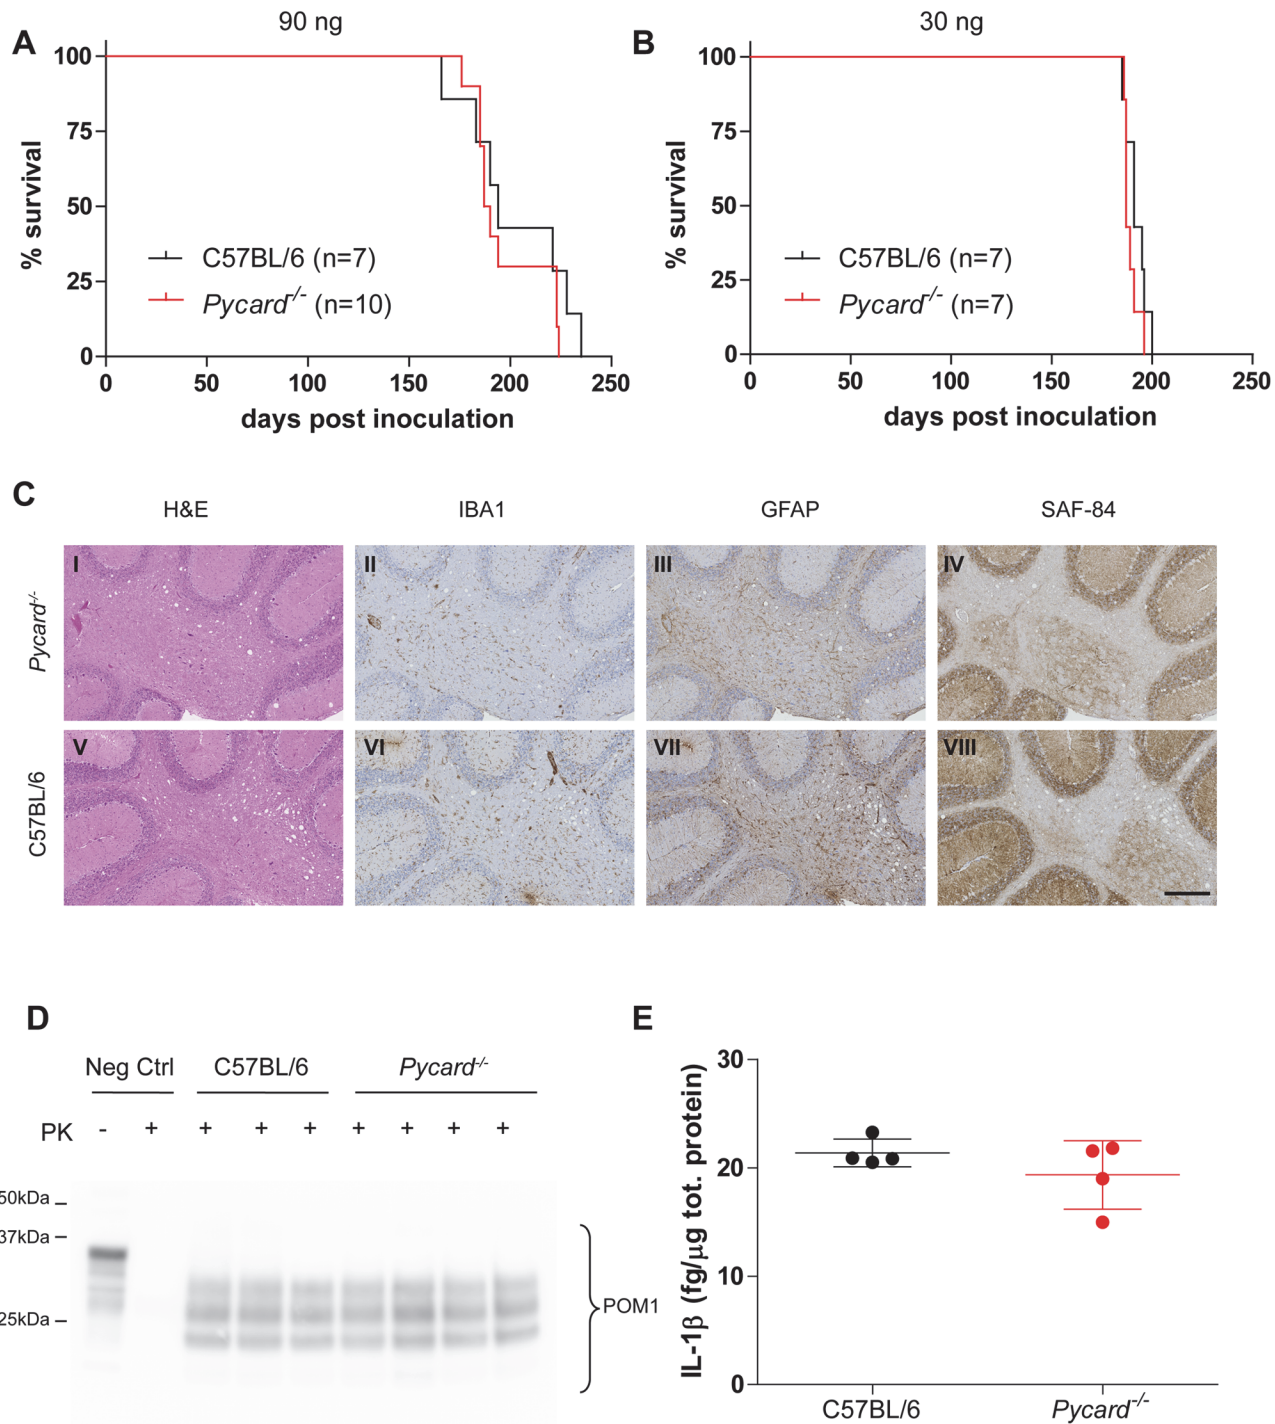 A
90 ng
% survival
100
75
50
25
0
C57BL/6 (n=7)
Pycard-/- (n=10)
0 50 100 150 200 250
days post inoculation
B
30 ng
% survival
100
75
50
25
0
C57BL/6 (n=7)
Pycard-/- (n=7)
0 50 100 150 200 250
days post inoculation
C
H&E IBA1 GFAP SAF-84
Pycard-/-
I II III IV
C57BL/6
V VI VII VIII
D
Neg Ctrl C57BL/6 Pycard-/-
PK - + + + + + + + +
50kDa
37kDa
25kDa
POM1
E
IL-1β (fg/μg tot. protein)
30
20
10
0
C57BL/6 Pycard-/-